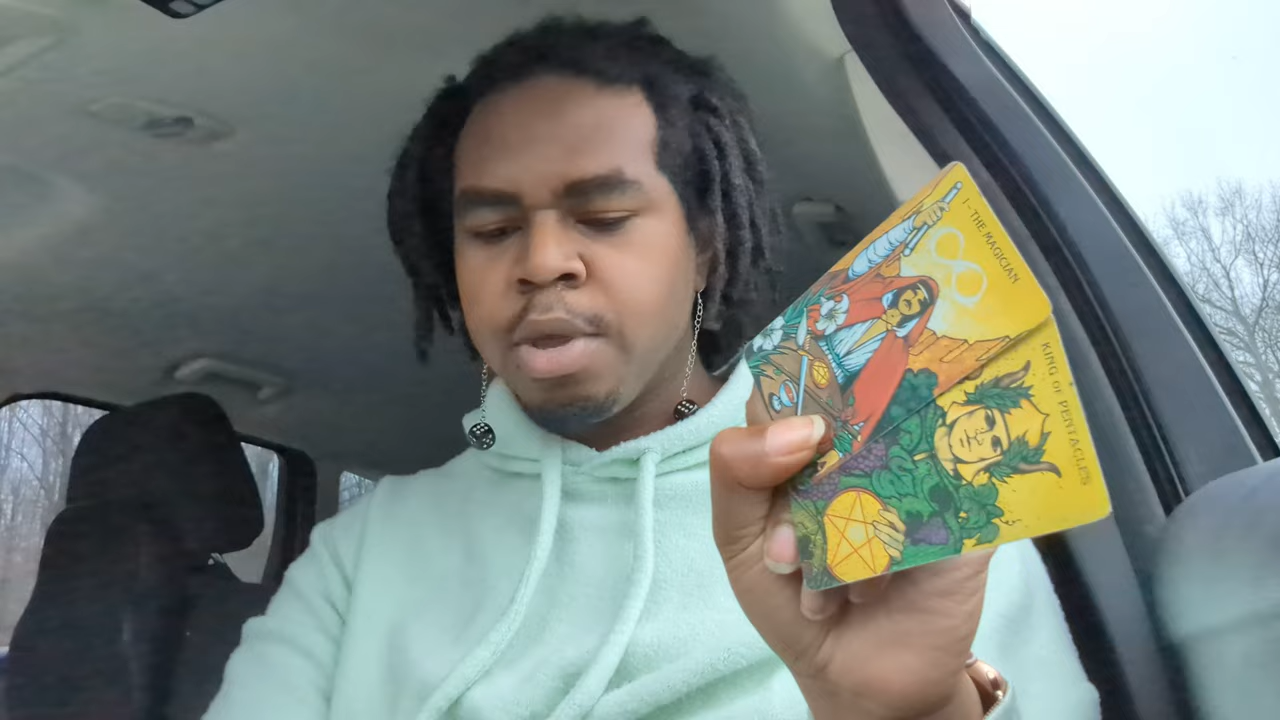 I - THE MAGICIAN
KING OF PENTACLES